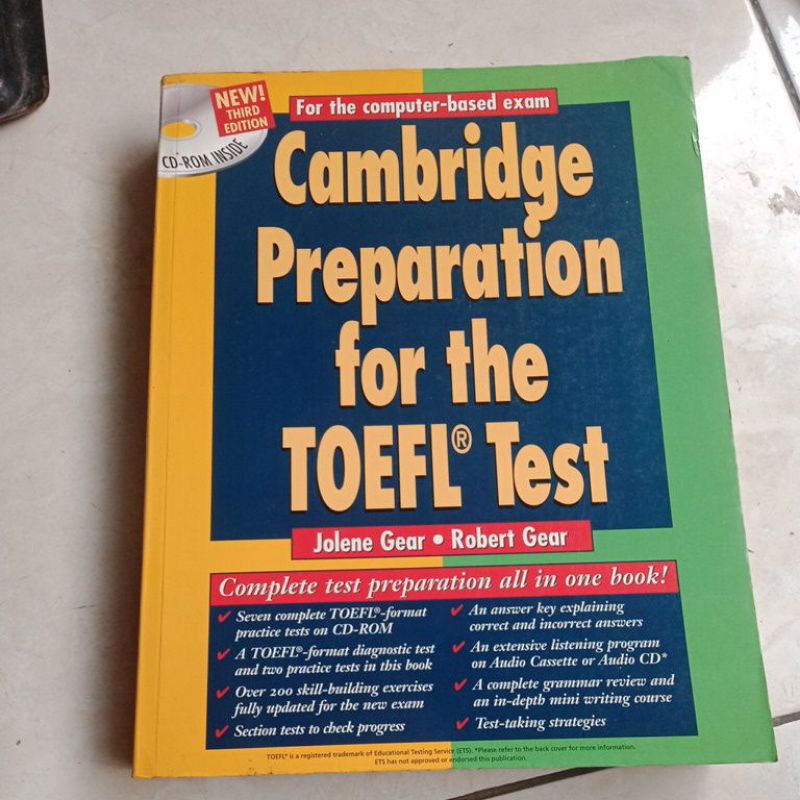 NEW!
THIRD
EDITION
CD-ROM INSIDE
For the computer-based exam
Cambridge
Preparation
for the
TOEFL® Test
Jolene Gear • Robert Gear
Complete test preparation all in one book!
✔ Seven complete TOEFL®-format
practice tests on CD-ROM
✔ A TOEFL®-format diagnostic test
and two practice tests in this book
✔ Over 200 skill-building exercises
fully updated for the new exam
✔ Section tests to check progress
✔ An answer key explaining
correct and incorrect answers
✔ An extensive listening program
on Audio Cassette or Audio CD*
✔ A complete grammar review and
an in-depth mini writing course
✔ Test-taking strategies
TOEFL® is a registered trademark of Educational Testing Service (ETS). *Please refer to the back cover for more information.
ETS has not approved or endorsed this publication.